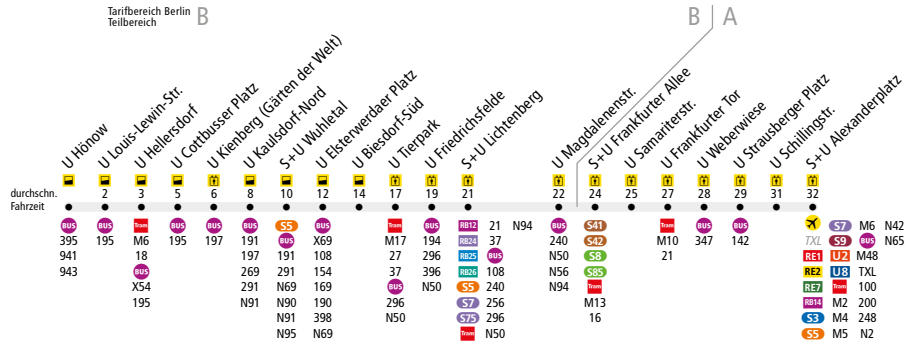 Tarifbereich Berlin
Teilbereich
B
B
A
U Hönow
U Louis-Lewin-Str.
U Hellersdorf
U Cottbusser Platz
U Kienberg (Gärten der Welt)
U Kaulsdorf-Nord
S+U Wuhletal
U Elsterwerdaer Platz
U Biesdorf-Süd
U Tierpark
U Friedrichsfelde
S+U Lichtenberg
U Magdalenenstr.
S+U Frankfurter Allee
U Samariterstr.
U Frankfurter Tor
U Weberwiese
U Strausberger Platz
U Schillingstr.
S+U Alexanderplatz
durchschn. 2 3 5 6 8 10 12 14 17 19 21 22 24 25 27 28 29 31 32
Fahrzeit
BUS
395
941
943
BUS
195
Tram
M6
18
BUS
X54
195
BUS
195
BUS
197
BUS
191
197
269
291
N91
S5
BUS
191
291
N69
N90
N91
N95
BUS
X69
108
154
169
190
398
N69
Tram
M17
27
37
BUS
296
N50
BUS
194
296
396
N50
RB12 21 N94
RB24 37
RB25 BUS
RB26 108
S5 240
S7 256
S75 296
Tram N50
BUS
240
N50
N56
N94
S41
S42
S8
S85
Tram
M13
16
Tram
M10
21
BUS
347
BUS
142
S7 M6 N42
TXL S9 BUS N65
RE1 U2 M48
RE2 U8 TXL
RE7 Tram 100
RB14 M2 200
S3 M4 248
S5 M5 N2